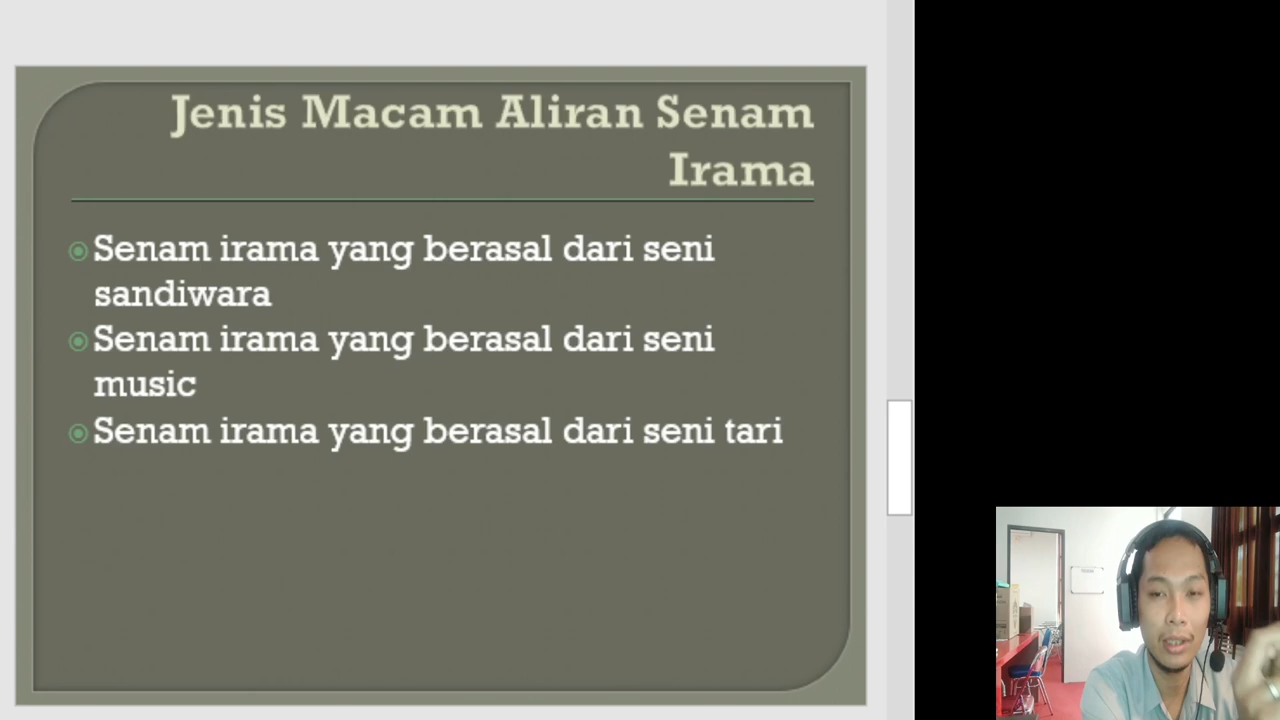 Jenis Macam Aliran Senam
Irama
Senam irama yang berasal dari seni
sandiwara
Senam irama yang berasal dari seni
music
Senam irama yang berasal dari seni tari